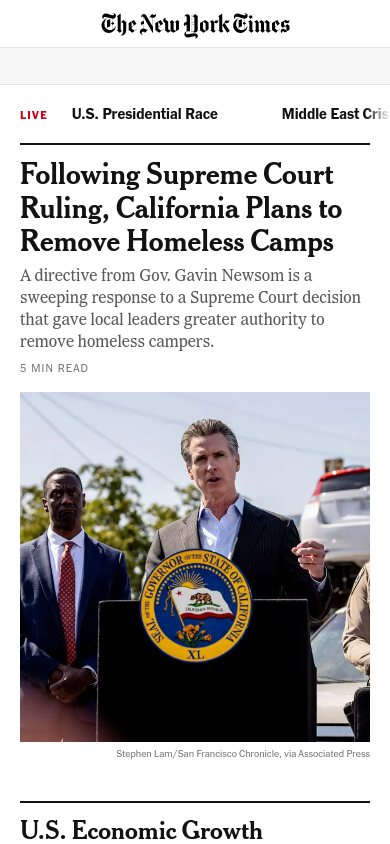 The New York Times
LIVE
U.S. Presidential Race
Middle East Cris
Following Supreme Court
Ruling, California Plans to
Remove Homeless Camps
A directive from Gov. Gavin Newsom is a
sweeping response to a Supreme Court decision
that gave local leaders greater authority to
remove homeless campers.
5 MIN READ
SEAL OF THE GOVERNOR OF THE STATE OF CALIFORNIA
CALIFORNIA REPUBLIC
XL
Stephen Lam/San Francisco Chronicle, via Associated Press
U.S. Economic Growth